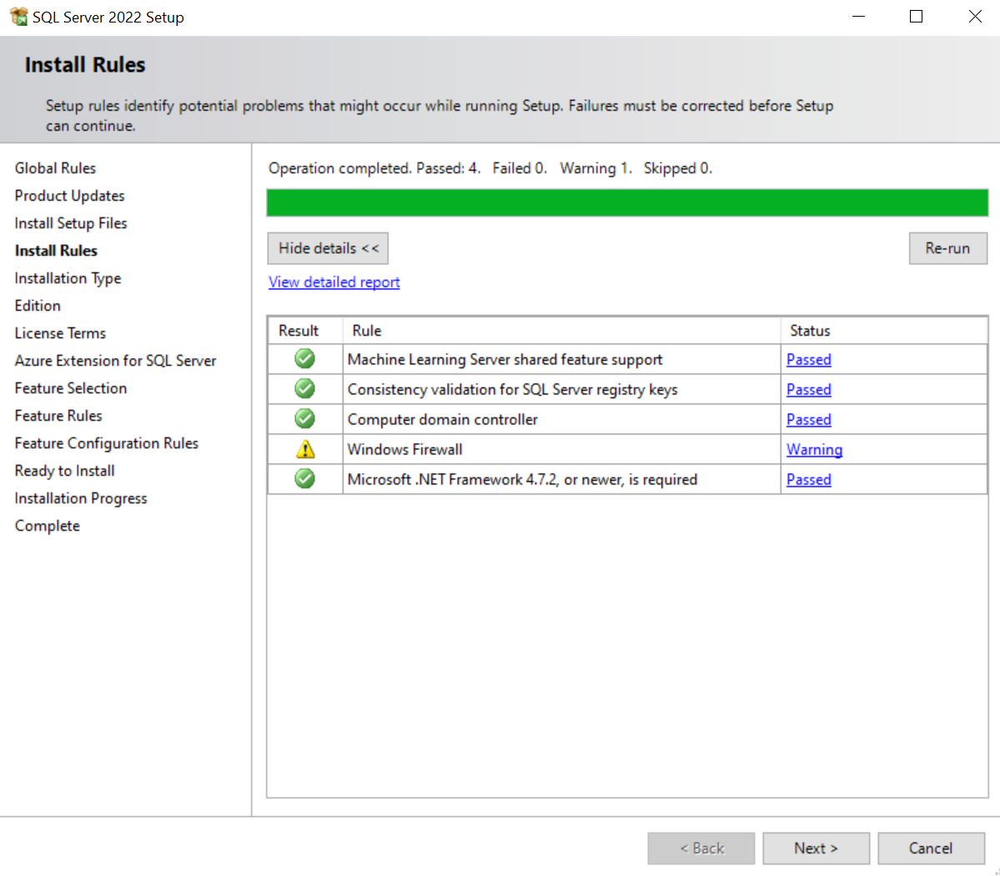 SQL Server 2022 Setup
Install Rules
Setup rules identify potential problems that might occur while running Setup. Failures must be corrected before Setup
can continue.
Global Rules
Product Updates
Install Setup Files
Install Rules
Installation Type
Edition
License Terms
Azure Extension for SQL Server
Feature Selection
Feature Rules
Feature Configuration Rules
Ready to Install
Installation Progress
Complete
Operation completed. Passed: 4. Failed 0. Warning 1. Skipped 0.
Hide details <<
Re-run
View detailed report
Result Rule Status
Machine Learning Server shared feature support Passed
Consistency validation for SQL Server registry keys Passed
Computer domain controller Passed
Windows Firewall Warning
Microsoft .NET Framework 4.7.2, or newer, is required Passed
< Back Next > Cancel